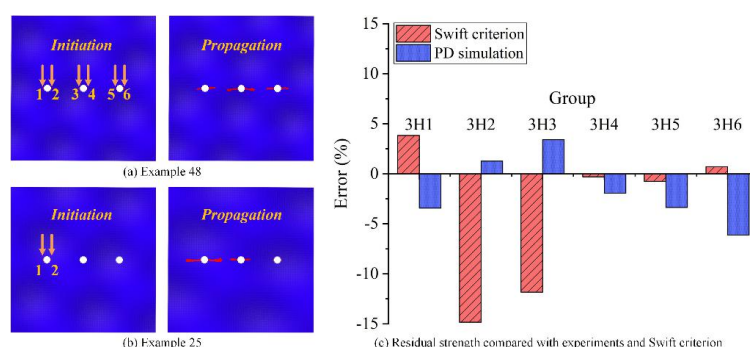 Initiation
1 2 3 4 5 6
Propagation
(a) Example 48
Initiation
1 2
Propagation
(b) Example 25
15
10
5
0
-5
-10
-15
Error (%)
Swift criterion
PD simulation
Group
3H1 3H2 3H3 3H4 3H5 3H6
(c) Residual strength compared with experiments and Swift criterion